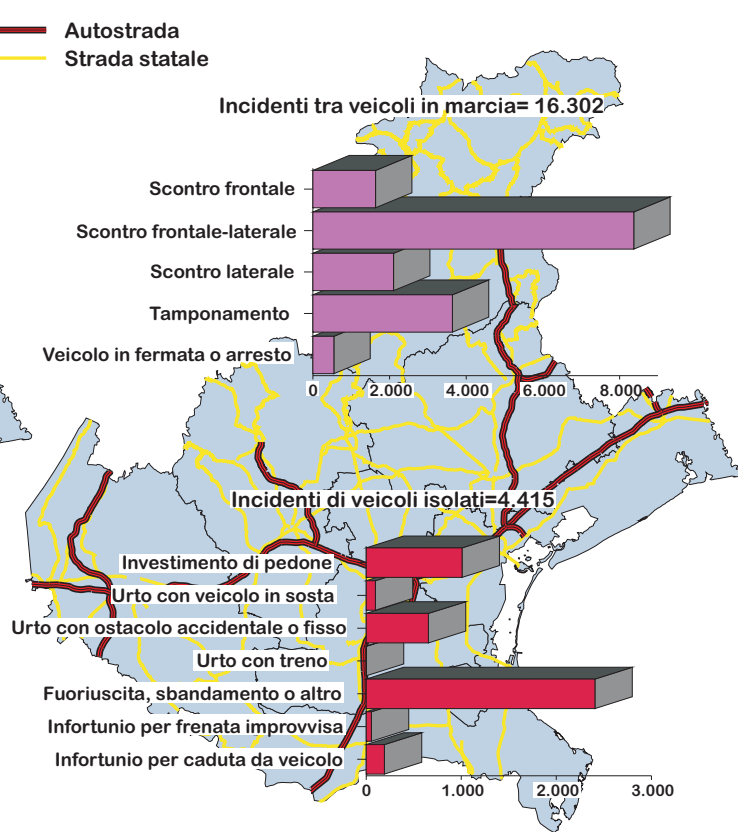 Autostrada
Strada statale
Incidenti tra veicoli in marcia= 16.302
Scontro frontale
Scontro frontale-laterale
Scontro laterale
Tamponamento
Veicolo in fermata o arresto
0 2.000 4.000 6.000 8.000
Incidenti di veicoli isolati=4.415
Investimento di pedone
Urto con veicolo in sosta
Urto con ostacolo accidentale o fisso
Urto con treno
Fuoriuscita, sbandamento o altro
Infortunio per frenata improvvisa
Infortunio per caduta da veicolo
0 1.000 2.000 3.000